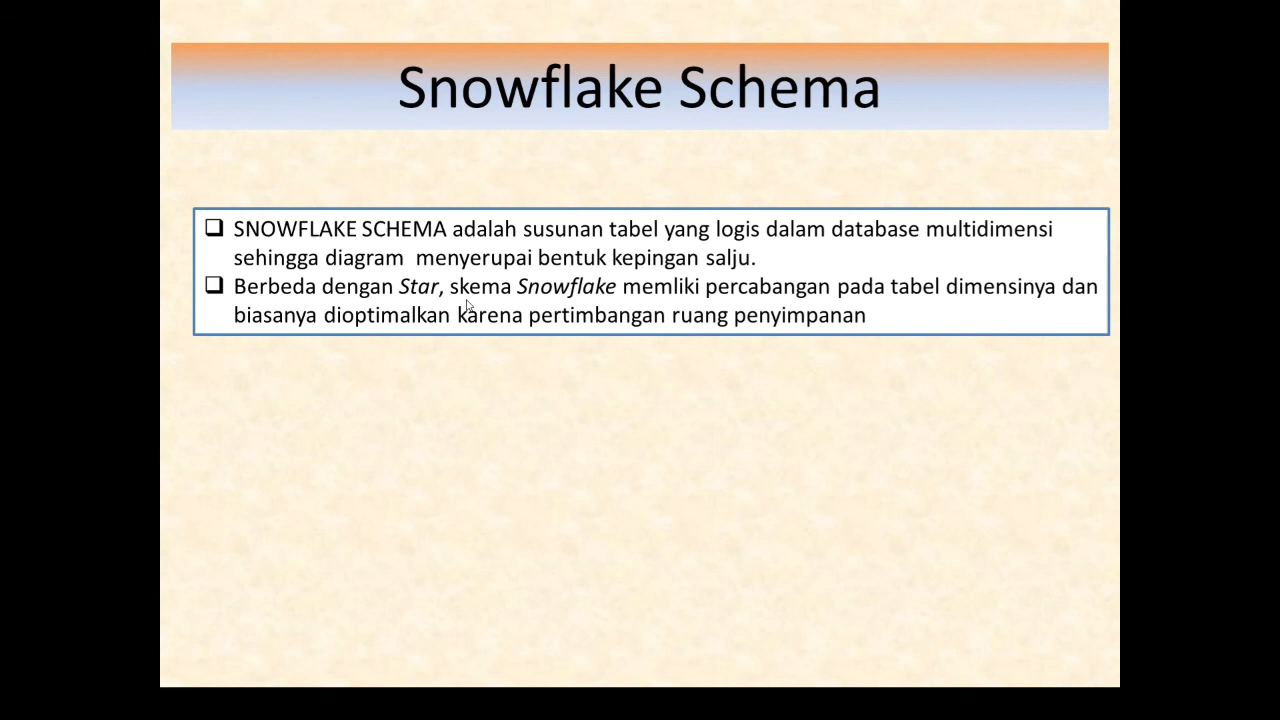 Snowflake Schema
SNOWFLAKE SCHEMA adalah susunan tabel yang logis dalam database multidimensi
sehingga diagram  menyerupai bentuk kepingan salju.
Berbeda dengan Star, skema Snowflake memliki percabangan pada tabel dimensinya dan
biasanya dioptimalkan karena pertimbangan ruang penyimpanan